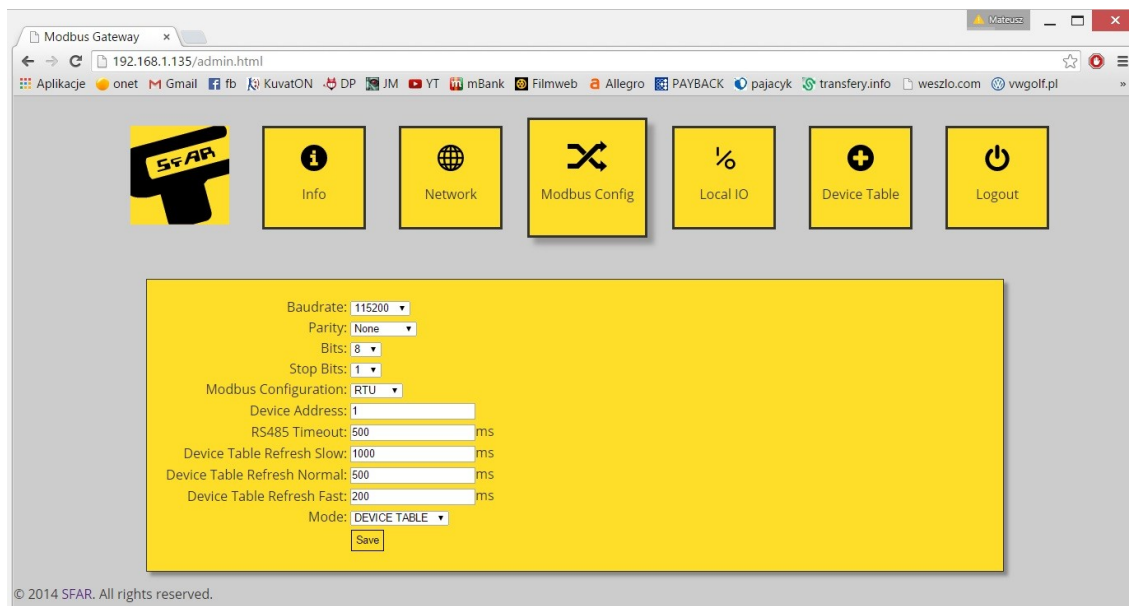 Mateusz
Modbus Gateway
192.168.1.135/admin.html
Aplikacje onet Gmail fb KuvatON DP JM YT mBank Filmweb Allegro PAYBACK pajacyk transfery.info weszlo.com vwgolf.pl »
SFAR
Info Network Modbus Config Local IO Device Table Logout
Baudrate: 115200
Parity: None
Bits: 8
Stop Bits: 1
Modbus Configuration: RTU
Device Address: 1
RS485 Timeout: 500 ms
Device Table Refresh Slow: 1000 ms
Device Table Refresh Normal: 500 ms
Device Table Refresh Fast: 200 ms
Mode: DEVICE TABLE
Save
© 2014 SFAR. All rights reserved.